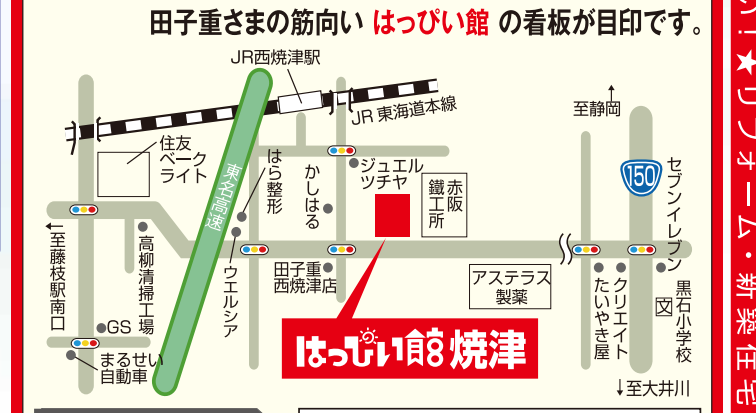 田子重さまの筋向い はっぴい館 の看板が目印です。
JR西焼津駅
JR 東海道本線
至静岡
住友
ベーク
ライト
東名高速
はら整形
かしはる
ジュエル
ツチヤ
赤阪
鐵工所
150
セブンイレブン
至藤枝駅南口
高柳清掃工場
ウエルシア
田子重
西焼津店
アステラス
製薬
たいやき屋
クリエイト
黒石小学校
文
GS
まるせい
自動車
はっぴぃ館焼津
至大井川
い!★リフォーム・新築住宅